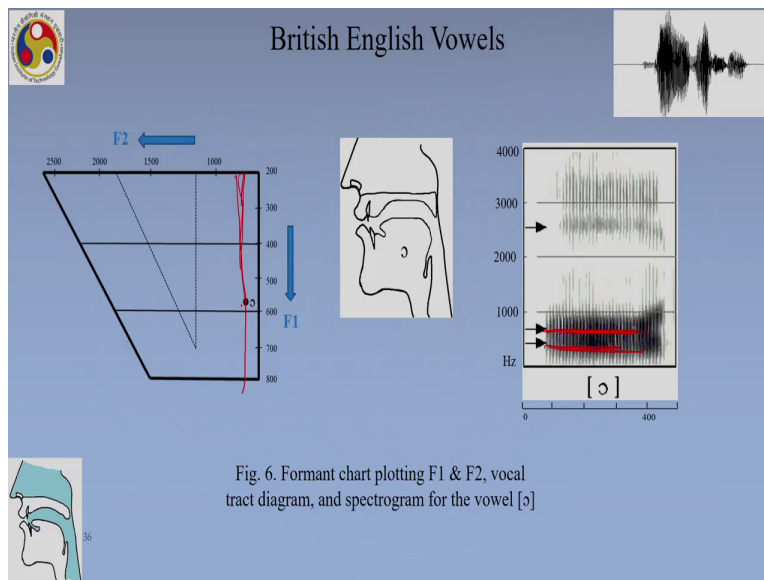 British English Vowels
F2
2500 2000 1500 1000
200
300
400
500
600
700
800
F1
ɔ
ɔ
4000
3000
2000
1000
Hz
[ ɔ ]
0 400
Fig. 6. Formant chart plotting F1 & F2, vocal
tract diagram, and spectrogram for the vowel [ɔ]
36